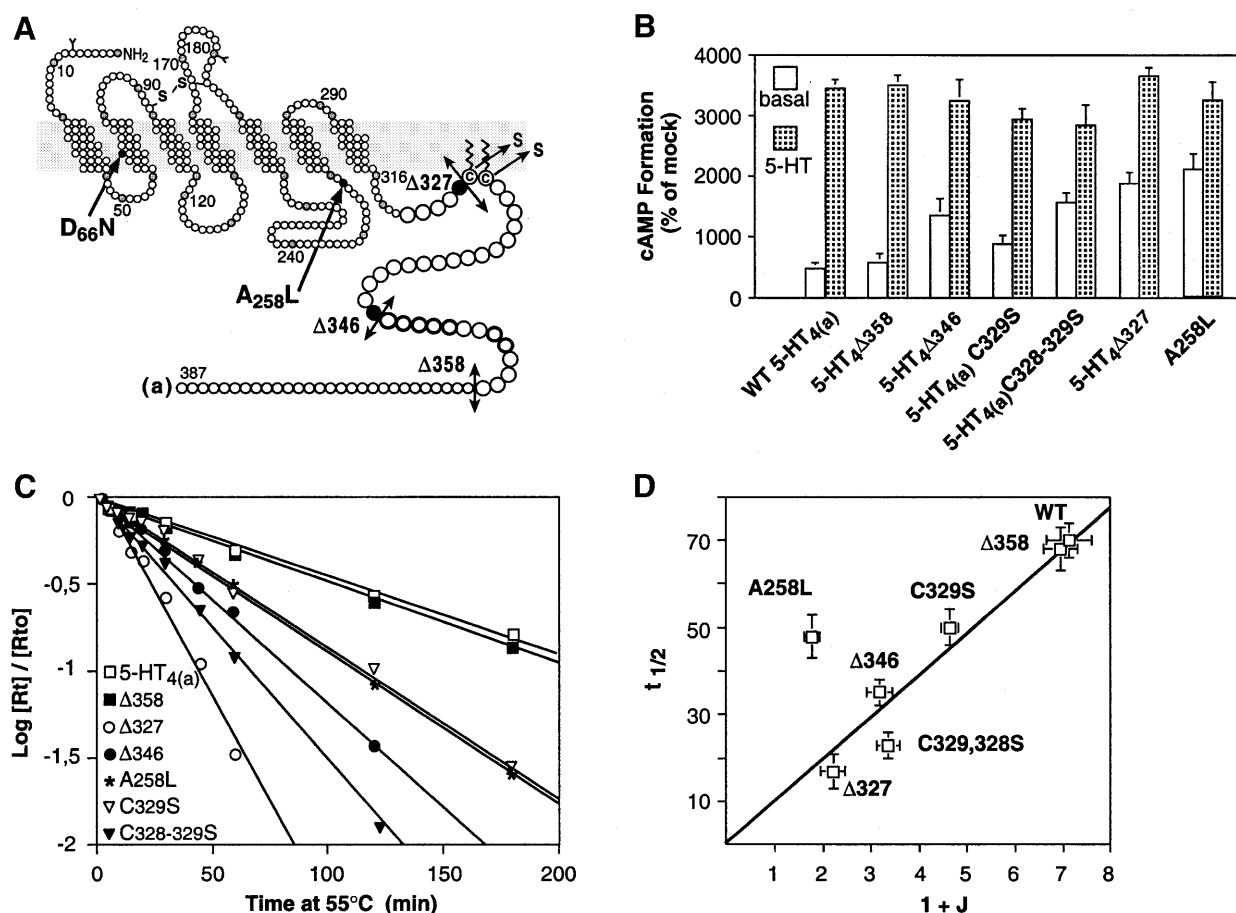 A
Y
10
NH2
170
180
Y
90
S
S
290
50
120
240
316
Δ327
C
C
S
S
D66N
A258L
Δ346
Δ358
387
(a)
B
cAMP Formation
(% of mock)
4000
3000
2000
1000
0
basal
5-HT
WT 5-HT4(a)
5-HT4Δ358
5-HT4Δ346
5-HT4(a) C329S
5-HT4(a)C328-329S
5-HT4Δ327
A258L
C
Log [Rt] / [Rto]
0
-0,5
-1
-1,5
-2
5-HT4(a)
Δ358
Δ327
Δ346
A258L
C329S
C328-329S
0
50
100
150
200
Time at 55°C (min)
D
t 1/2
70
50
30
10
WT
Δ358
A258L
C329S
Δ346
C329,328S
Δ327
1 2 3 4 5 6 7 8
1 + J